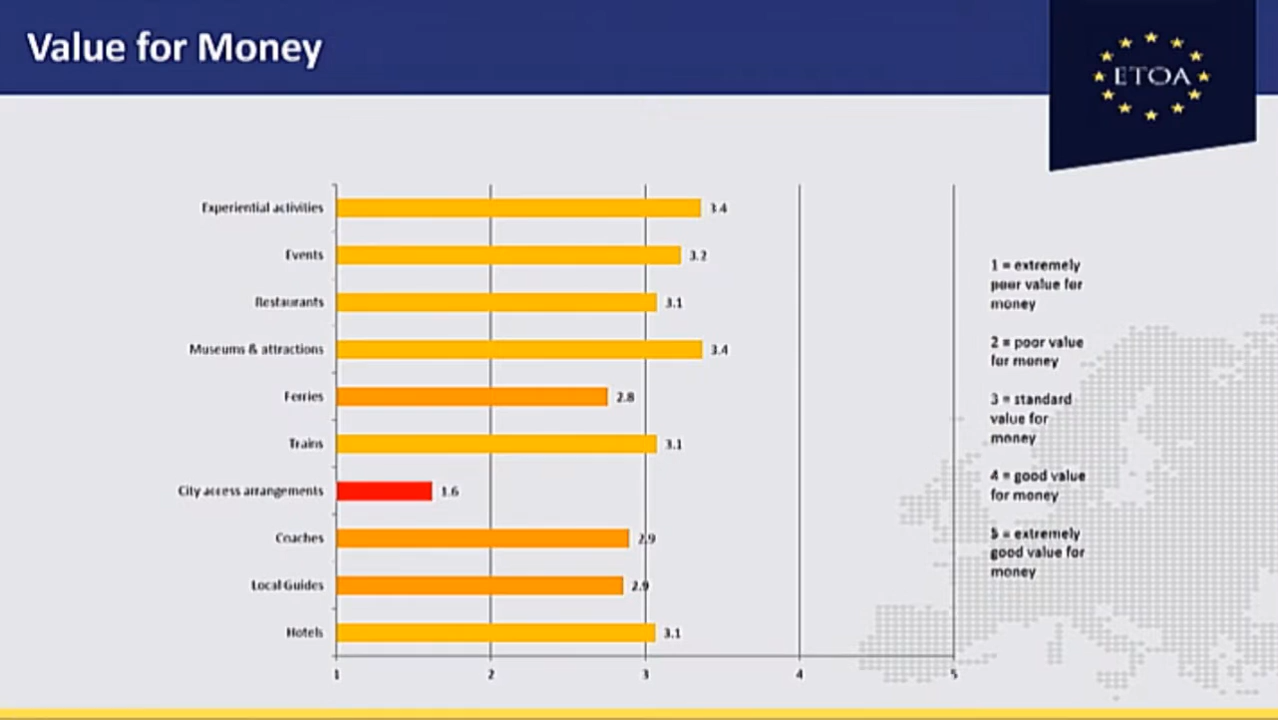 Value for Money
ETOA
Experiential activities 3.4
Events 3.2
Restaurants 3.1
Museums & attractions 3.4
Ferries 2.8
Trains 3.1
City access arrangements 1.6
Coaches 2.9
Local Guides 2.9
Hotels 3.1
1 2 3 4 5
1 = extremely
poor value for
money
2 = poor value
for money
3 = standard
value for
money
4 = good value
for money
5 = extremely
good value for
money